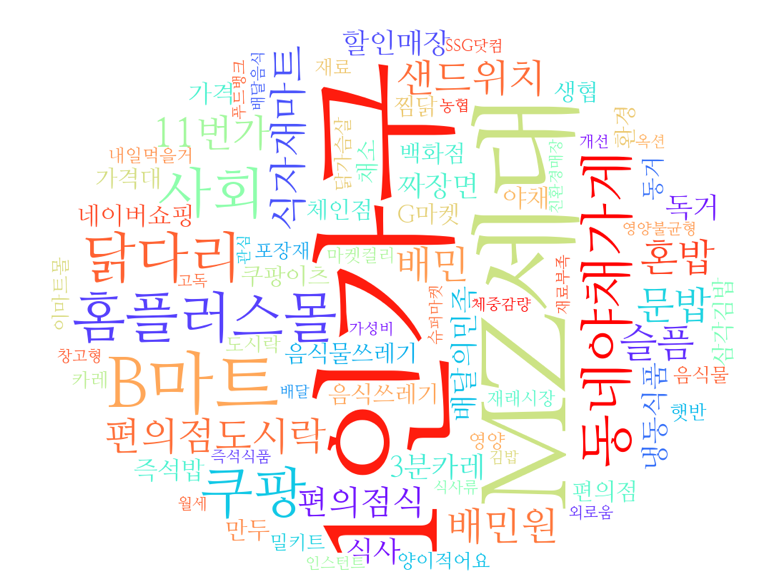 할인매장
SSG닷컴
푸드뱅크
배달음식
재료
샌드위치
생협
가격
식자재마트
찜닭
농협
11번가
닭가슴살
채소
백화점
친환경매장
개선
환경
옥션
내일먹을거
가격대
사회
짜장면
동거
네이버쇼핑
체인점
G마켓
야채
독거
영양불균형
닭다리
관심
포장재
마켓컬리
배민
혼밥
이마트몰
고독
쿠팡이츠
슈퍼마켓
체중감량
재료부족
문밥
삼각김밥
홈플러스몰
가성비
1인가구
MZ세대
동네야채가게
슬픔
창고형
도시락
음식물쓰레기
배달의민족
카레
B마트
배달
음식쓰레기
재래시장
냉동식품
음식물
햇반
편의점도시락
즉석식품
영양
김밥
즉석밥
쿠팡
편의점식
3분카레
식사류
편의점
월세
만두
밀키트
식사
배민원
외로움
인스턴트
양이적어요